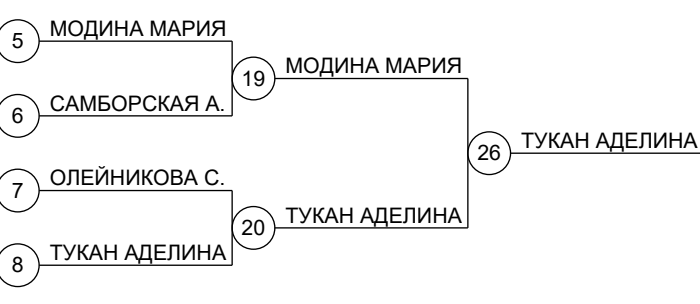 5 МОДИНА МАРИЯ
19 МОДИНА МАРИЯ
6 САМБОРСКАЯ А.
26 ТУКАН АДЕЛИНА
7 ОЛЕЙНИКОВА С.
20 ТУКАН АДЕЛИНА
8 ТУКАН АДЕЛИНА